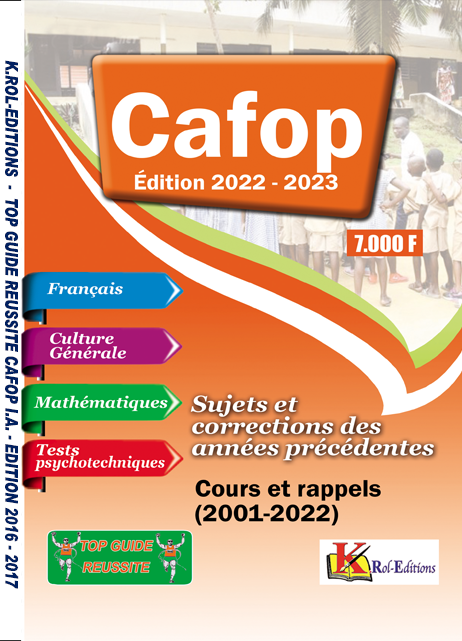 K.ROL-EDITIONS - TOP GUIDE REUSSITE CAFOP I.A. - EDITION 2016 - 2017
Cafop
Édition 2022 - 2023
7.000 F
Français
Culture
Générale
Mathématiques
Tests
psychotechniques
Sujets et
corrections des
années précédentes
Cours et rappels
(2001-2022)
TOP GUIDE
REUSSITE
K
Rol-Editions